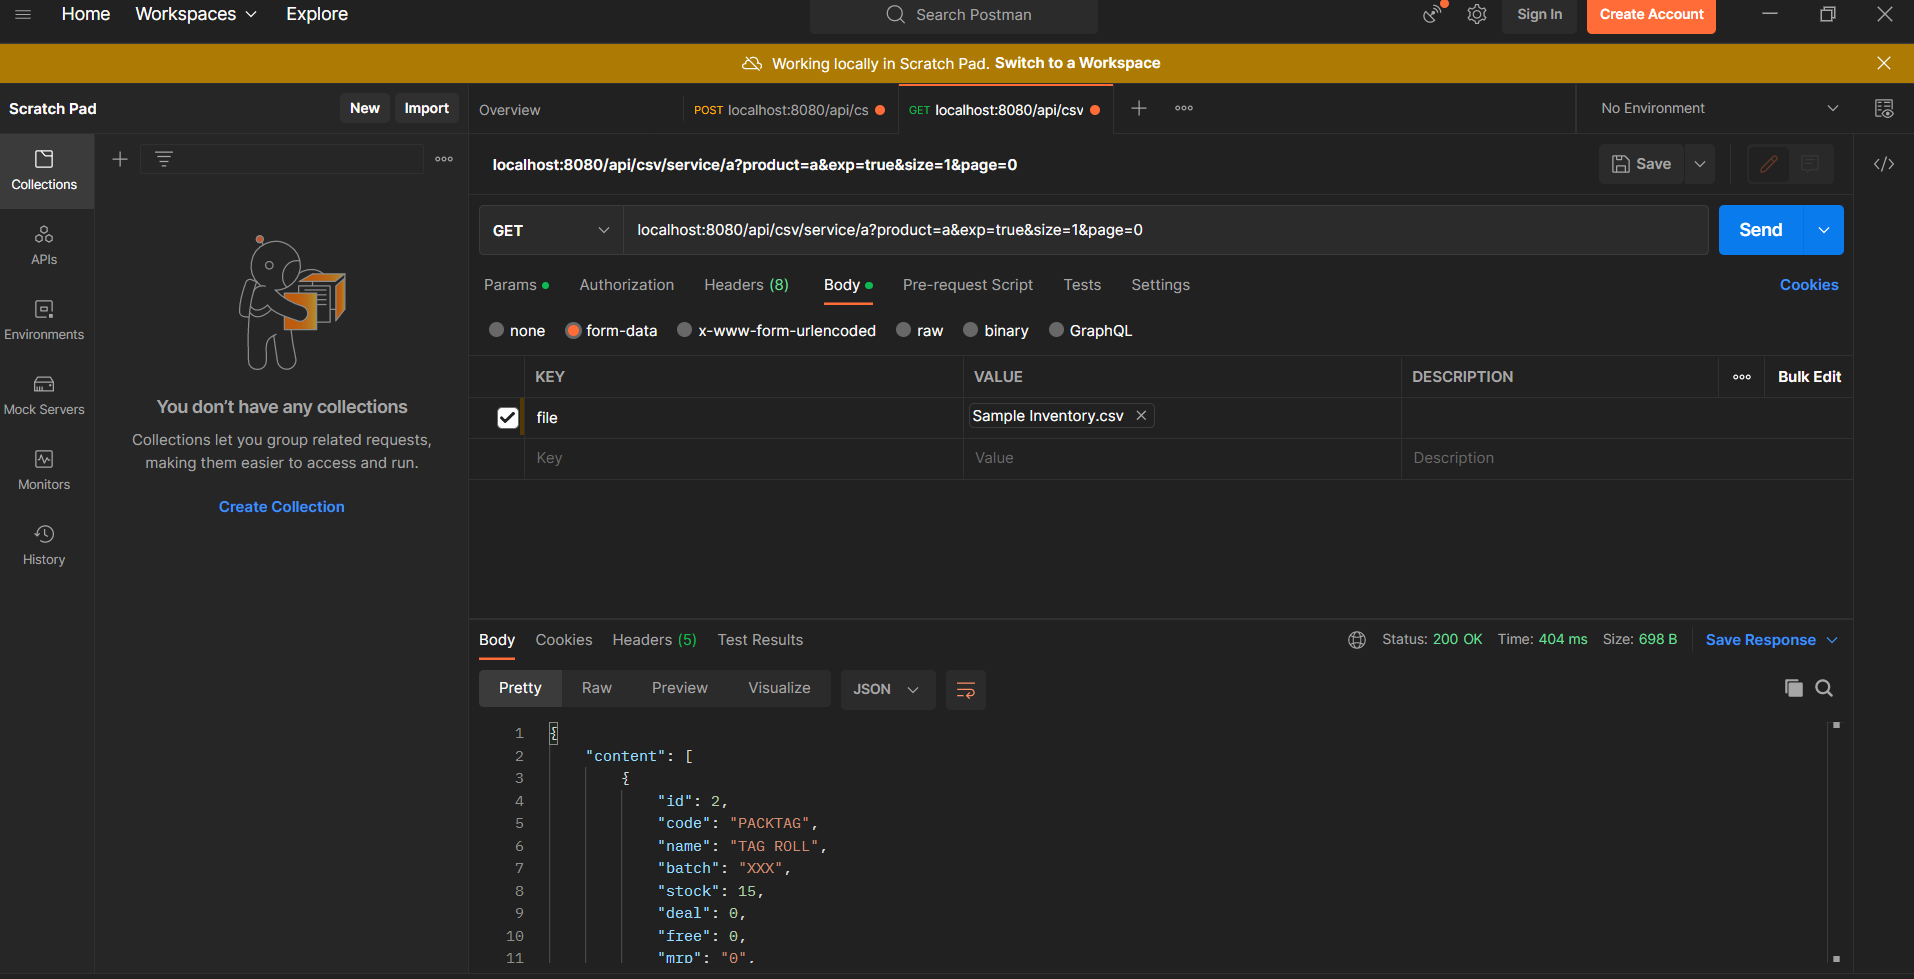 Home Workspaces Explore Search Postman Sign In Create Account
Working locally in Scratch Pad. Switch to a Workspace
Scratch Pad New Import Overview POST localhost:8080/api/cs GET localhost:8080/api/csv No Environment
Collections
localhost:8080/api/csv/service/a?product=a&exp=true&size=1&page=0 Save
APIs
GET localhost:8080/api/csv/service/a?product=a&exp=true&size=1&page=0 Send
Params Authorization Headers (8) Body Pre-request Script Tests Settings Cookies
Environments
none form-data x-www-form-urlencoded raw binary GraphQL
KEY VALUE DESCRIPTION Bulk Edit
Mock Servers
file Sample Inventory.csv
Key Value Description
You don't have any collections
Collections let you group related requests,
making them easier to access and run.
Create Collection
Monitors
History
Body Cookies Headers (5) Test Results Status: 200 OK Time: 404 ms Size: 698 B Save Response
Pretty Raw Preview Visualize JSON
1 {
2 "content": [
3 {
4 "id": 2,
5 "code": "PACKTAG",
6 "name": "TAG ROLL",
7 "batch": "XXX",
8 "stock": 15,
9 "deal": 0,
10 "free": 0,
11 "mrp": "0",